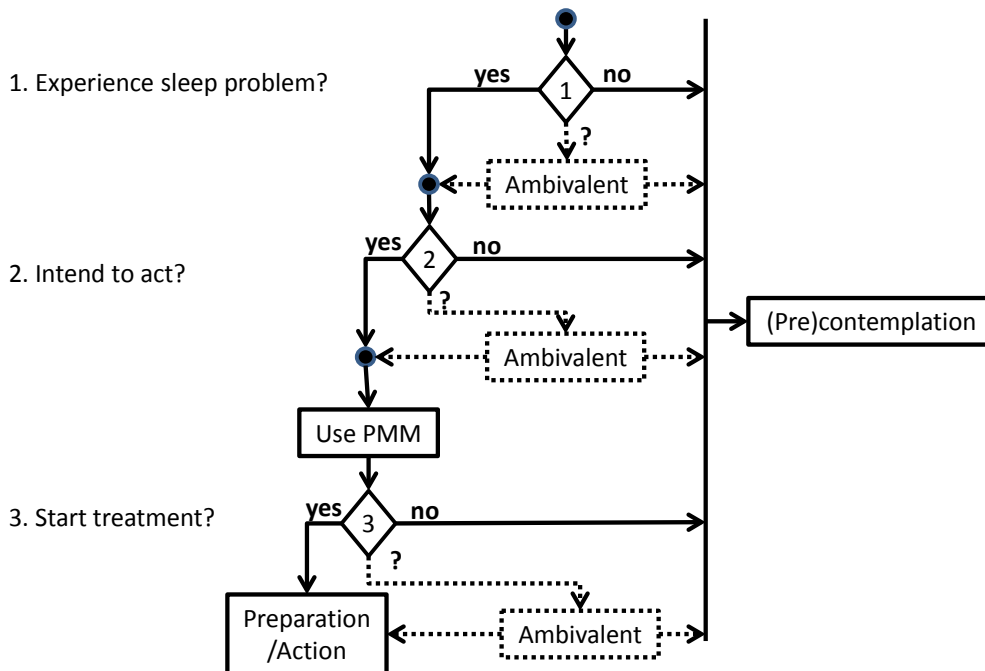 1. Experience sleep problem?
yes
1
no
?
Ambivalent
yes
2
no
2. Intend to act?
?
(Pre)contemplation
Ambivalent
Use PMM
yes
3
no
3. Start treatment?
?
Preparation
/Action
Ambivalent